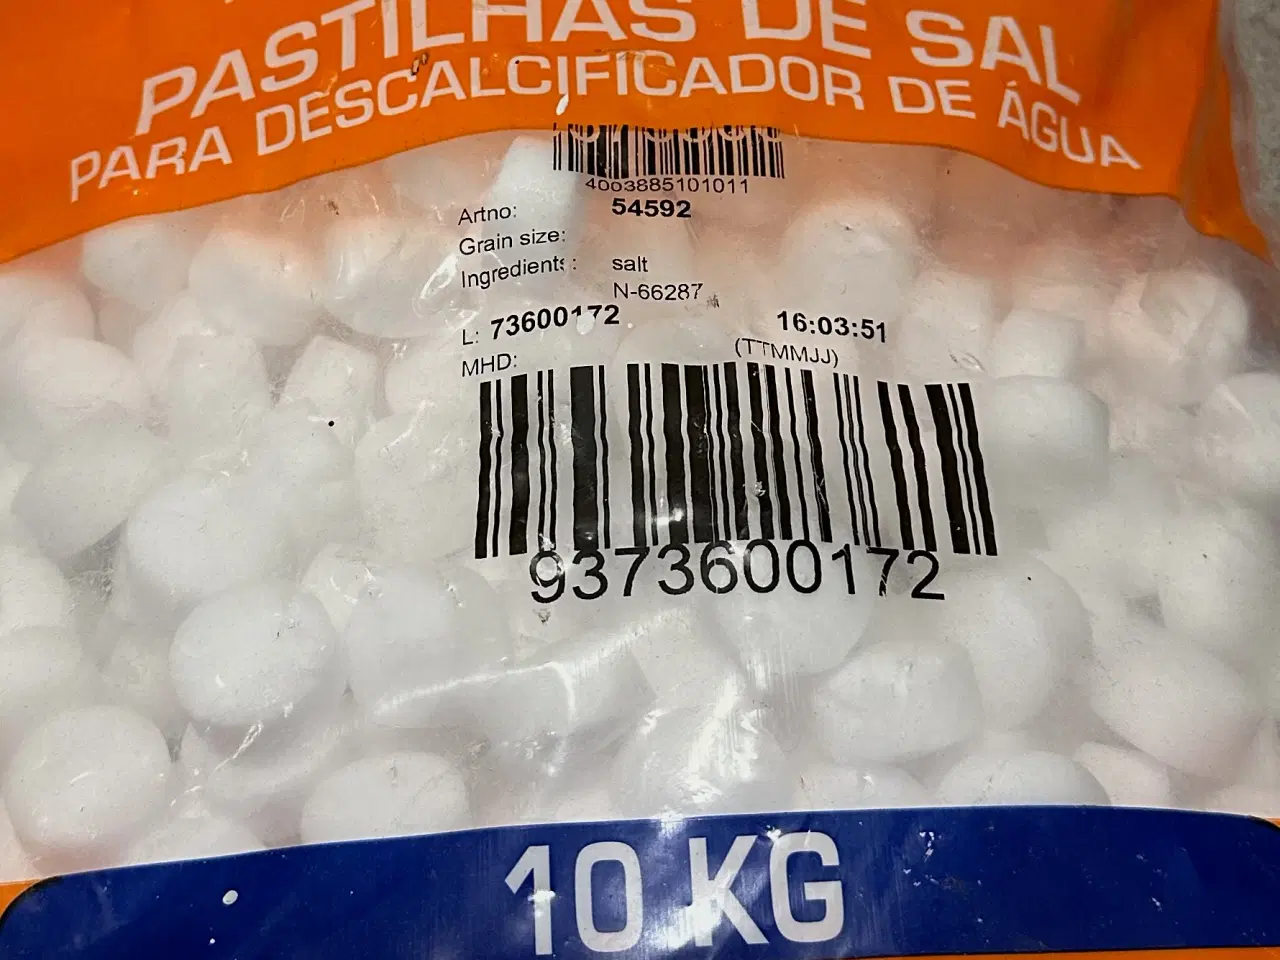 PASTILHAS DE SAL
PARA DESCALCIFICADOR DE ÁGUA
4003885101011
Artno: 54592
Grain size:
Ingredients: salt
N-66287
L: 73600172 16:03:51
MHD: (TTMMJJ)
9373600172
10 KG